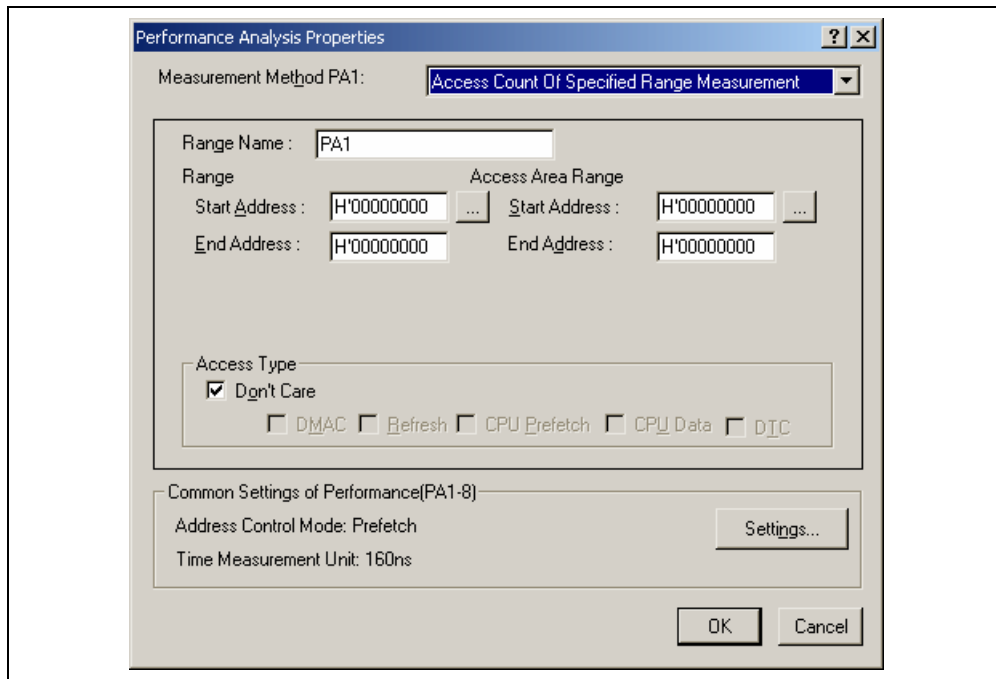 Performance Analysis Properties
Measurement Method PA1: Access Count Of Specified Range Measurement
Range Name : PA1
Range Access Area Range
Start Address : H'00000000 ... Start Address : H'00000000 ...
End Address : H'00000000 End Address : H'00000000
Access Type
Don't Care
DMAC Refresh CPU Prefetch CPU Data DTC
Common Settings of Performance(PA1-8)
Address Control Mode: Prefetch
Settings...
Time Measurement Unit: 160ns
OK Cancel